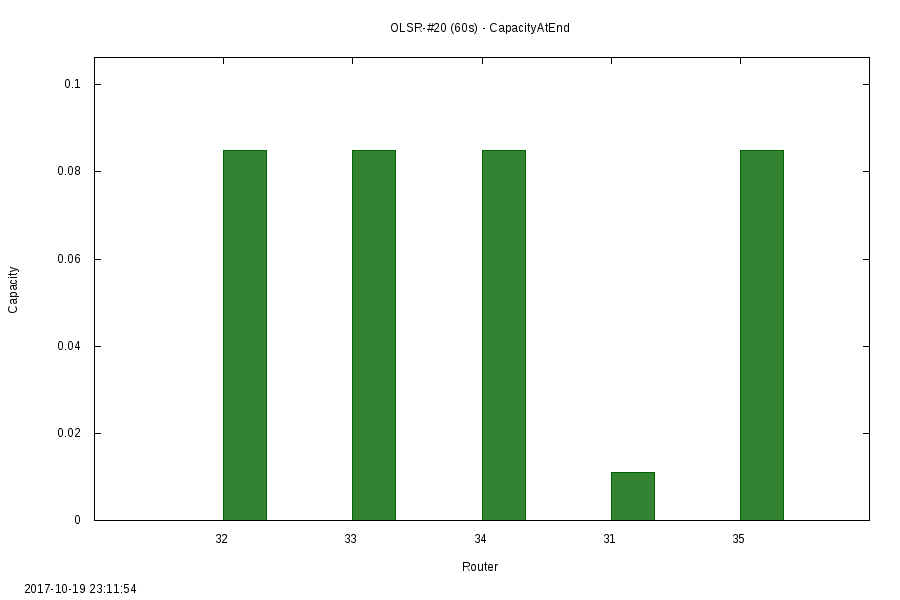 OLSR-#20 (60s) - CapacityAtEnd
0.1
0.08
0.06
0.04
0.02
0
Capacity
32 33 34 31 35
Router
2017-10-19 23:11:54